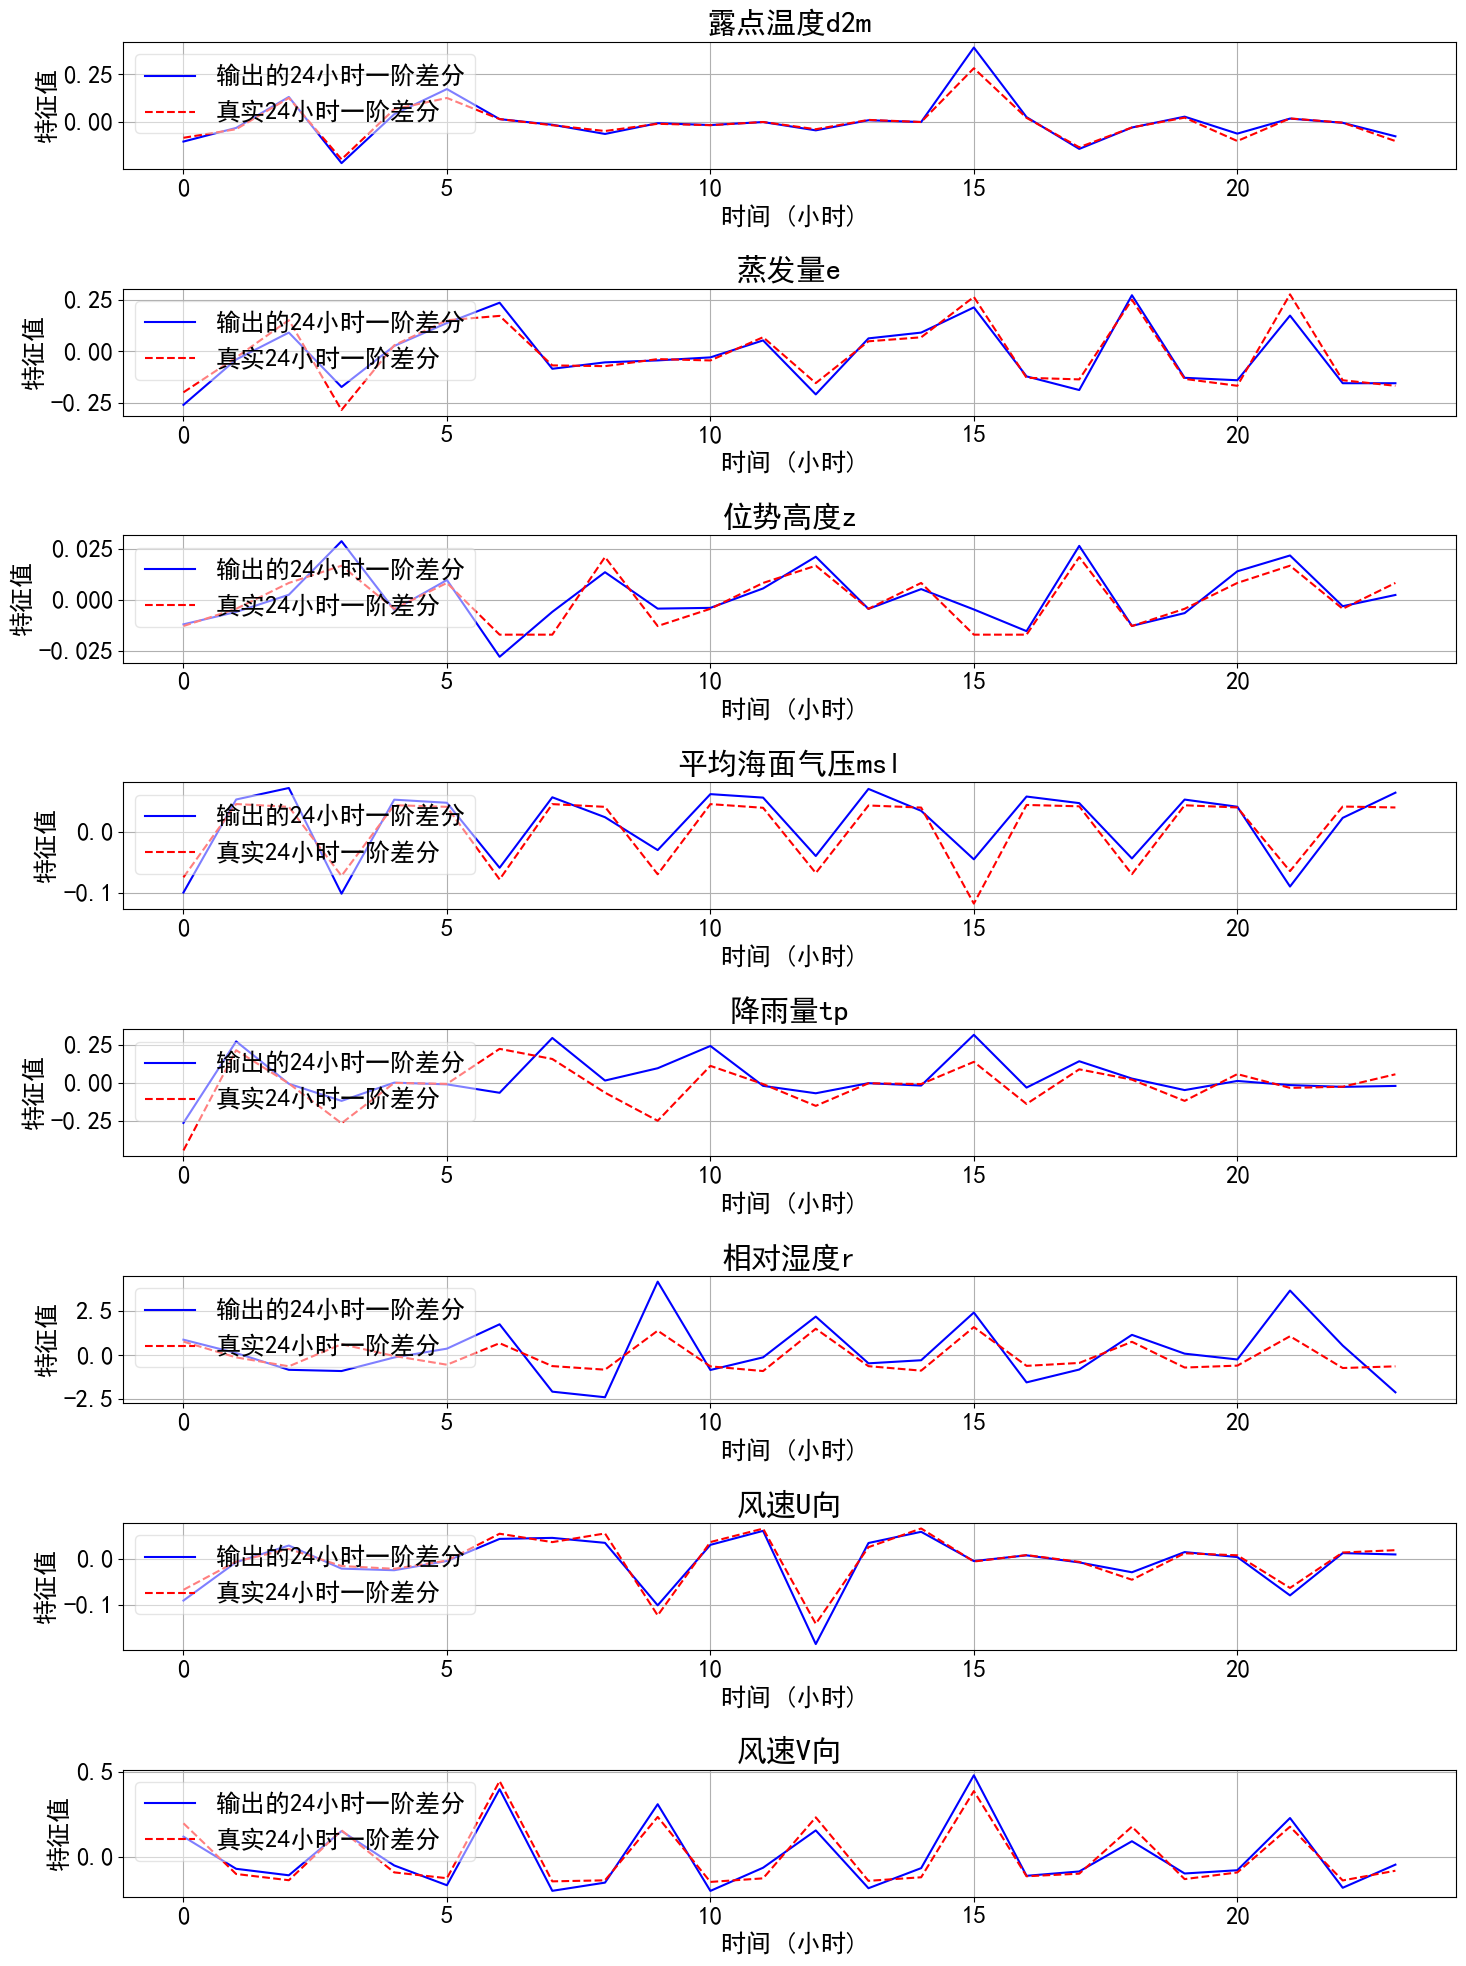 露点温度d2m
特征值
0.25
0.00
输出的24小时一阶差分
真实24小时一阶差分
0 5 10 15 20
时间 (小时)
蒸发量e
特征值
0.25
0.00
−0.25
输出的24小时一阶差分
真实24小时一阶差分
0 5 10 15 20
时间 (小时)
位势高度z
特征值
0.025
0.000
−0.025
输出的24小时一阶差分
真实24小时一阶差分
0 5 10 15 20
时间 (小时)
平均海面气压msl
特征值
0.0
−0.1
输出的24小时一阶差分
真实24小时一阶差分
0 5 10 15 20
时间 (小时)
降雨量tp
特征值
0.25
0.00
−0.25
输出的24小时一阶差分
真实24小时一阶差分
0 5 10 15 20
时间 (小时)
相对湿度r
特征值
2.5
0.0
−2.5
输出的24小时一阶差分
真实24小时一阶差分
0 5 10 15 20
时间 (小时)
风速U向
特征值
0.0
−0.1
输出的24小时一阶差分
真实24小时一阶差分
0 5 10 15 20
时间 (小时)
风速V向
特征值
0.5
0.0
输出的24小时一阶差分
真实24小时一阶差分
0 5 10 15 20
时间 (小时)